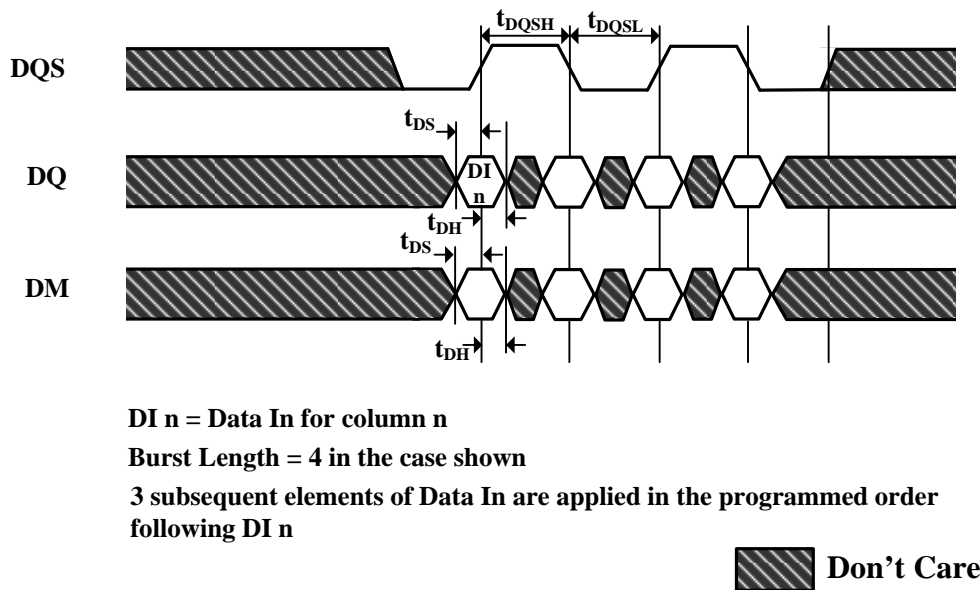 tDQSH tDQSL
DQS
tDS
DQ
DI
n
tDH
tDS
DM
tDH
DI n = Data In for column n
Burst Length = 4 in the case shown
3 subsequent elements of Data In are applied in the programmed order
following DI n
Don't Care